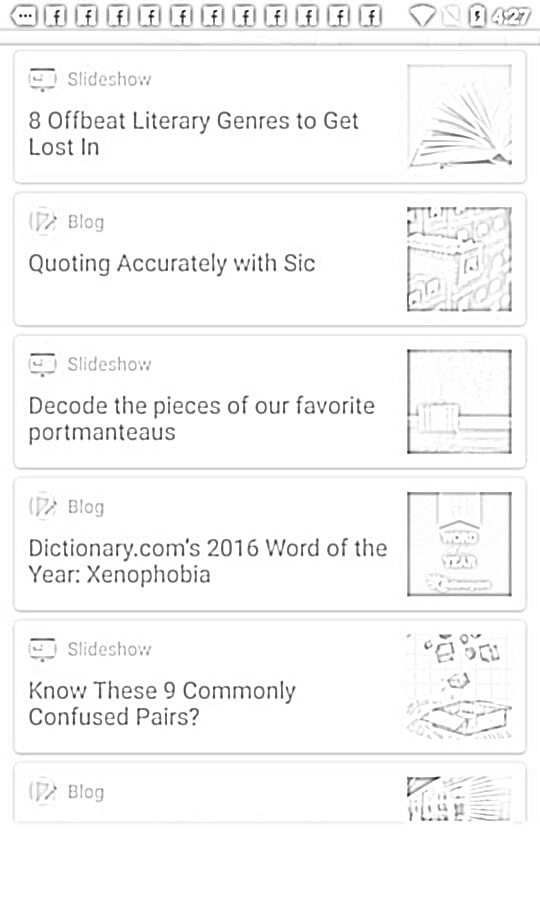 4:27
Slideshow
8 Offbeat Literary Genres to Get
Lost In
Blog
Quoting Accurately with Sic
Slideshow
Decode the pieces of our favorite
portmanteaus
Blog
Dictionary.com's 2016 Word of the
Year: Xenophobia
WORD
YEAR
Slideshow
Know These 9 Commonly
Confused Pairs?
Blog